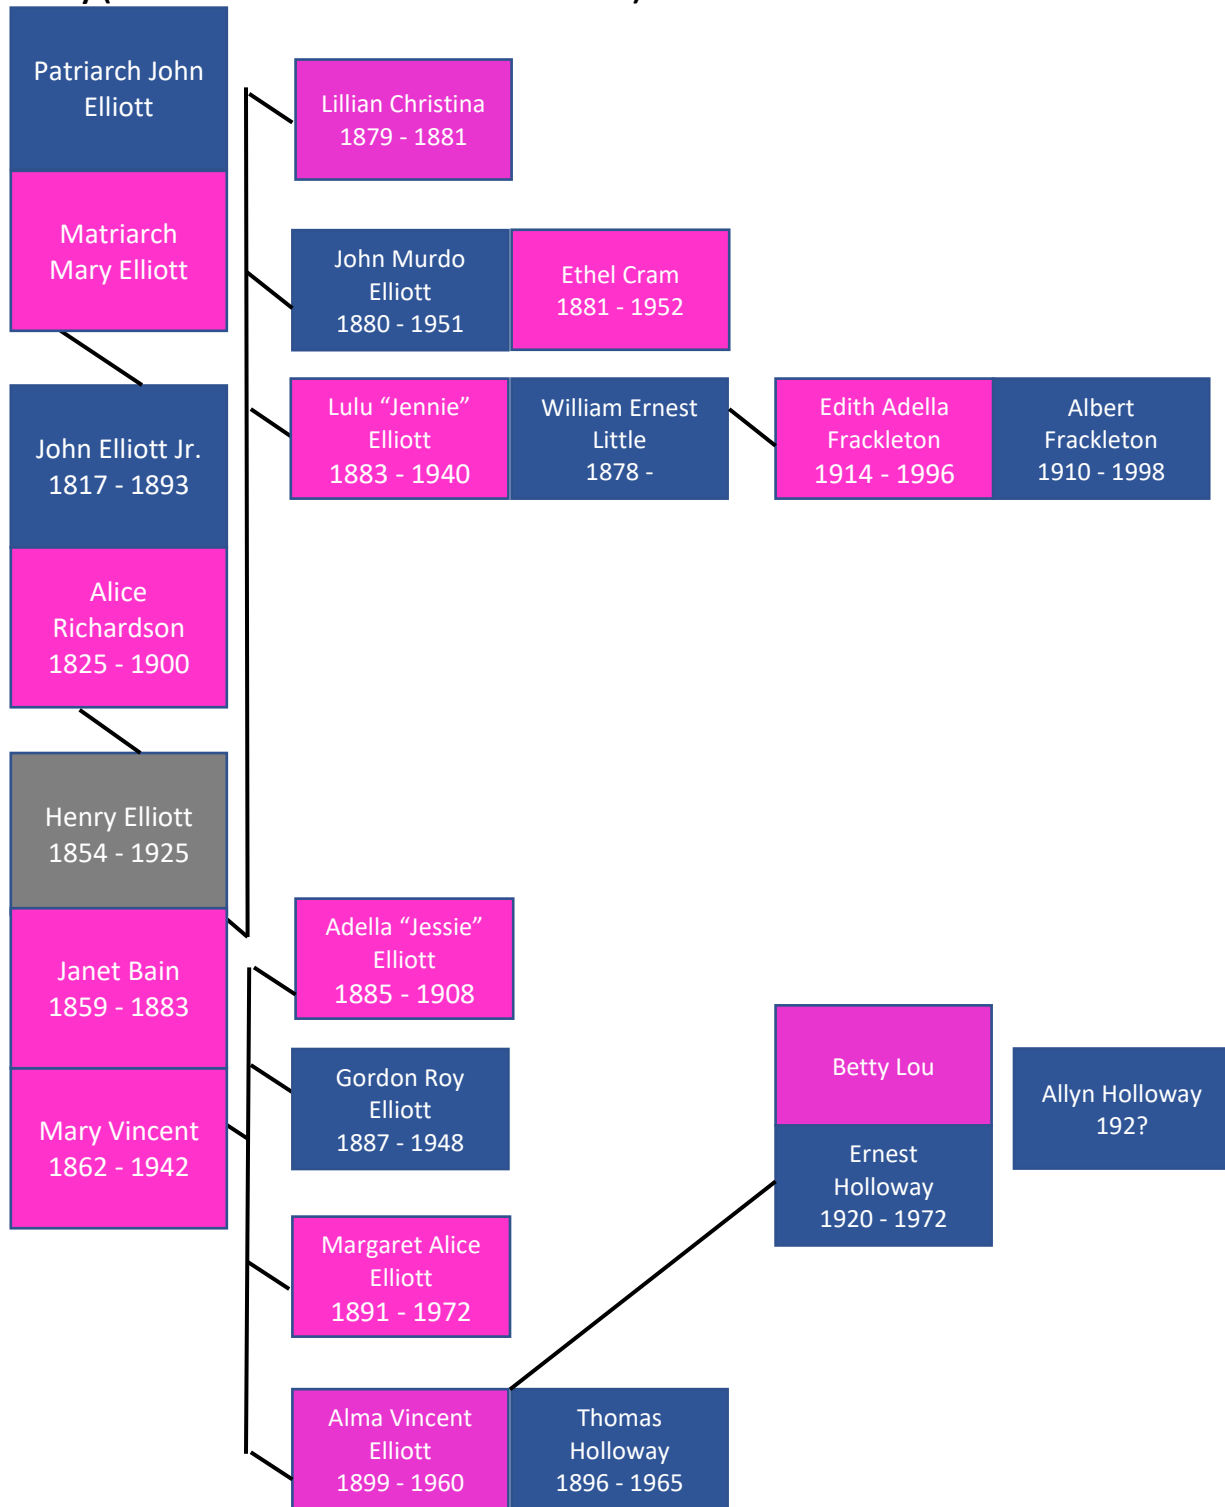 Patriarch John
Elliott
Matriarch
Mary Elliott
John Elliott Jr.
1817 - 1893
Alice
Richardson
1825 - 1900
Henry Elliott
1854 - 1925
Janet Bain
1859 - 1883
Mary Vincent
1862 - 1942
Lillian Christina
1879 - 1881
John Murdo
Elliott
1880 - 1951
Ethel Cram
1881 - 1952
Lulu “Jennie”
Elliott
1883 - 1940
William Ernest
Little
1878 -
Edith Adella
Frackleton
1914 - 1996
Albert
Frackleton
1910 - 1998
Adella “Jessie”
Elliott
1885 - 1908
Gordon Roy
Elliott
1887 - 1948
Margaret Alice
Elliott
1891 - 1972
Alma Vincent
Elliott
1899 - 1960
Thomas
Holloway
1896 - 1965
Betty Lou
Ernest
Holloway
1920 - 1972
Allyn Holloway
192?